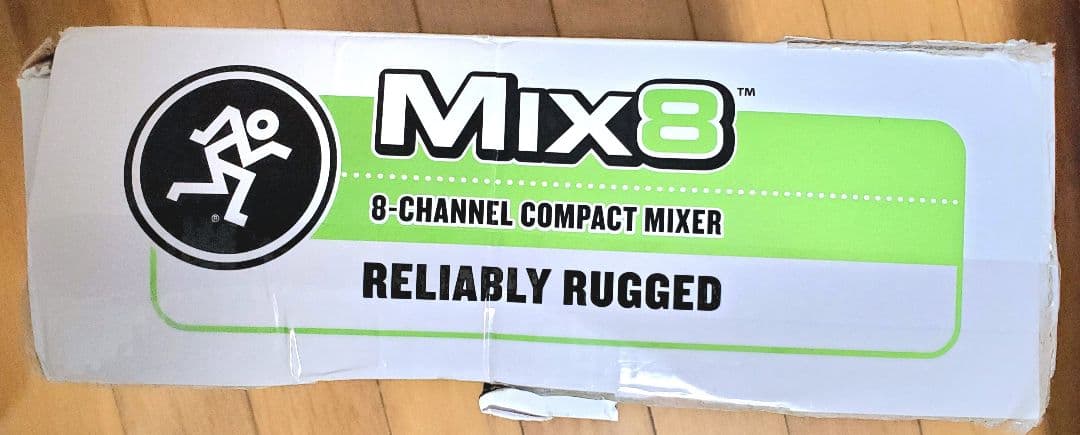 Mix8™
8-CHANNEL COMPACT MIXER
RELIABLY RUGGED
®